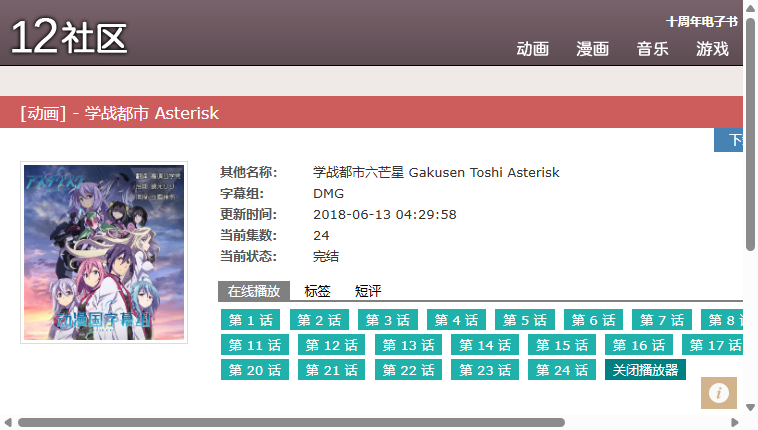 12社区
十周年电子书
动画 漫画 音乐 游戏
[动画] - 学战都市 Asterisk
其他名称: 学战都市六芒星 Gakusen Toshi Asterisk
字幕组: DMG
更新时间: 2018-06-13 04:29:58
当前集数: 24
当前状态: 完结
动漫国字幕组
在线播放 标签 短评
第 1 话 第 2 话 第 3 话 第 4 话 第 5 话 第 6 话 第 7 话 第 8
第 11 话 第 12 话 第 13 话 第 14 话 第 15 话 第 16 话 第 17 话
第 20 话 第 21 话 第 22 话 第 23 话 第 24 话 关闭播放器